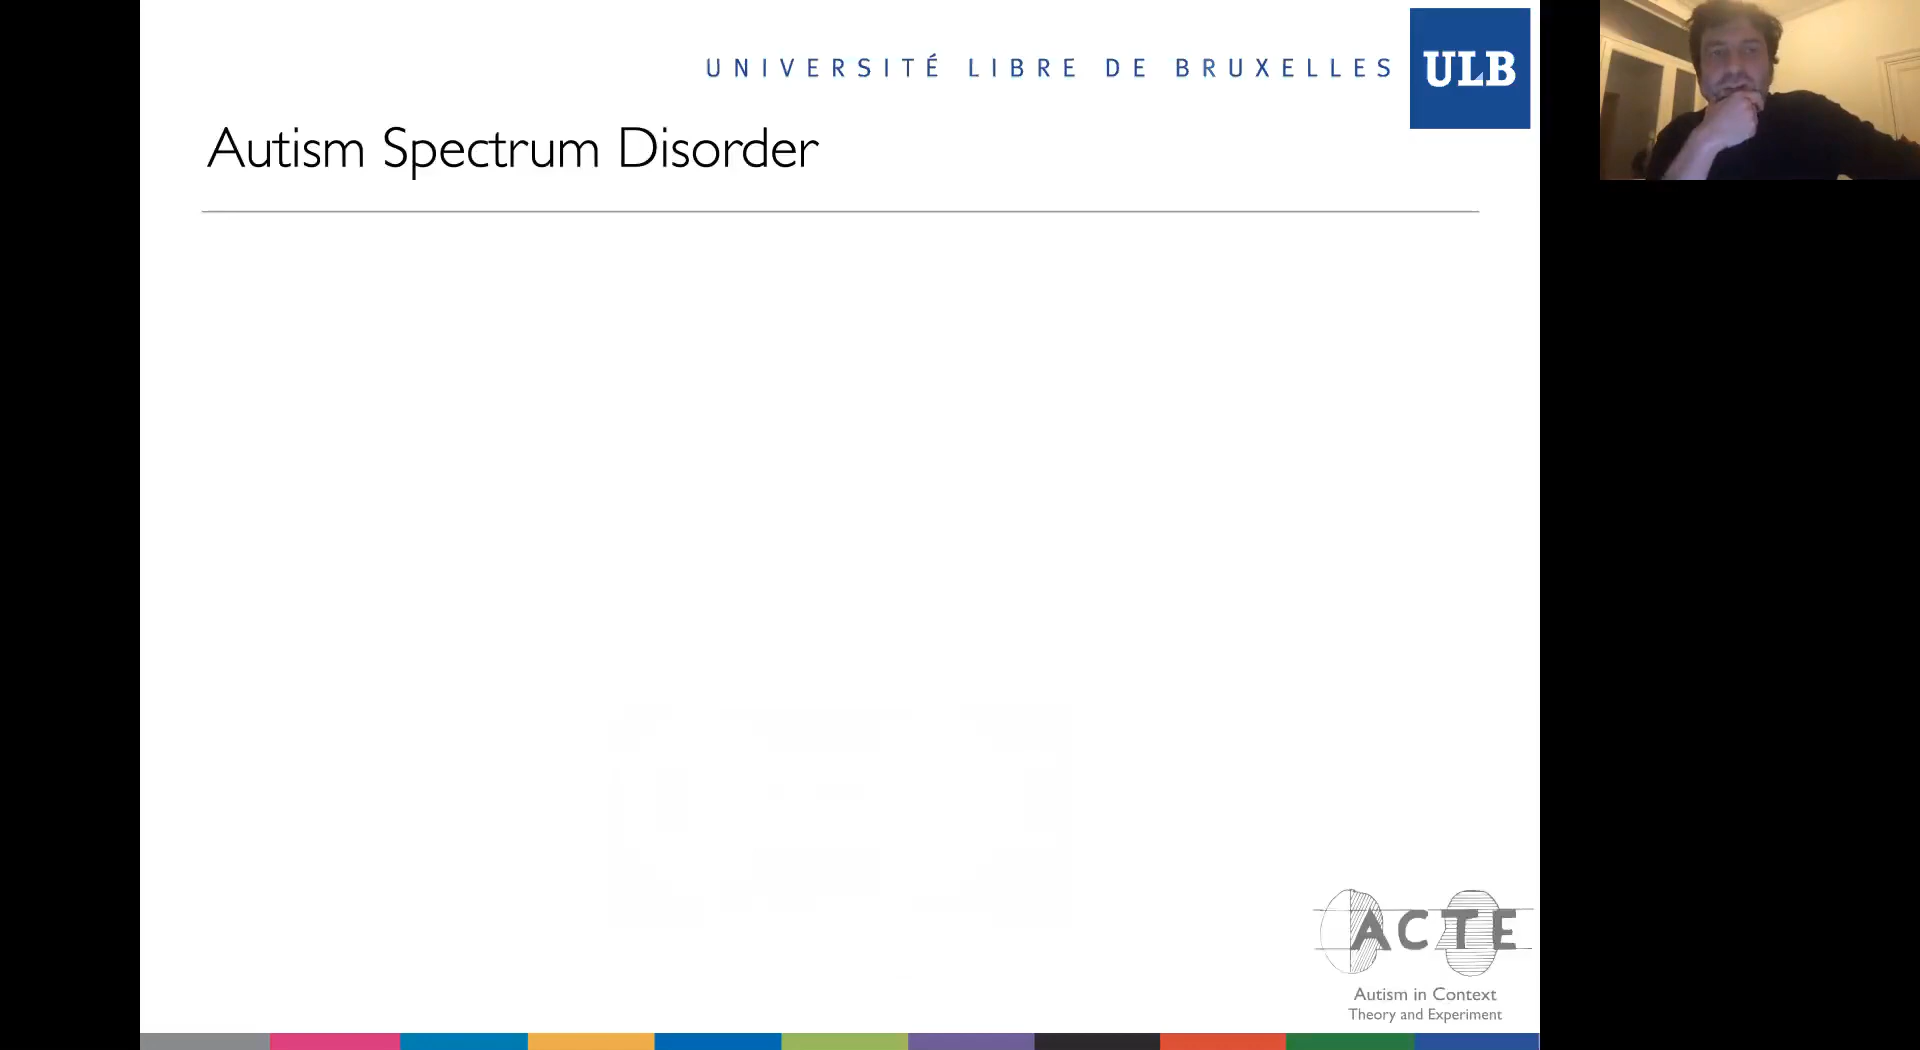 UNIVERSITÉ LIBRE DE BRUXELLES
ULB
Autism Spectrum Disorder
ACTE
Autism in Context
Theory and Experiment